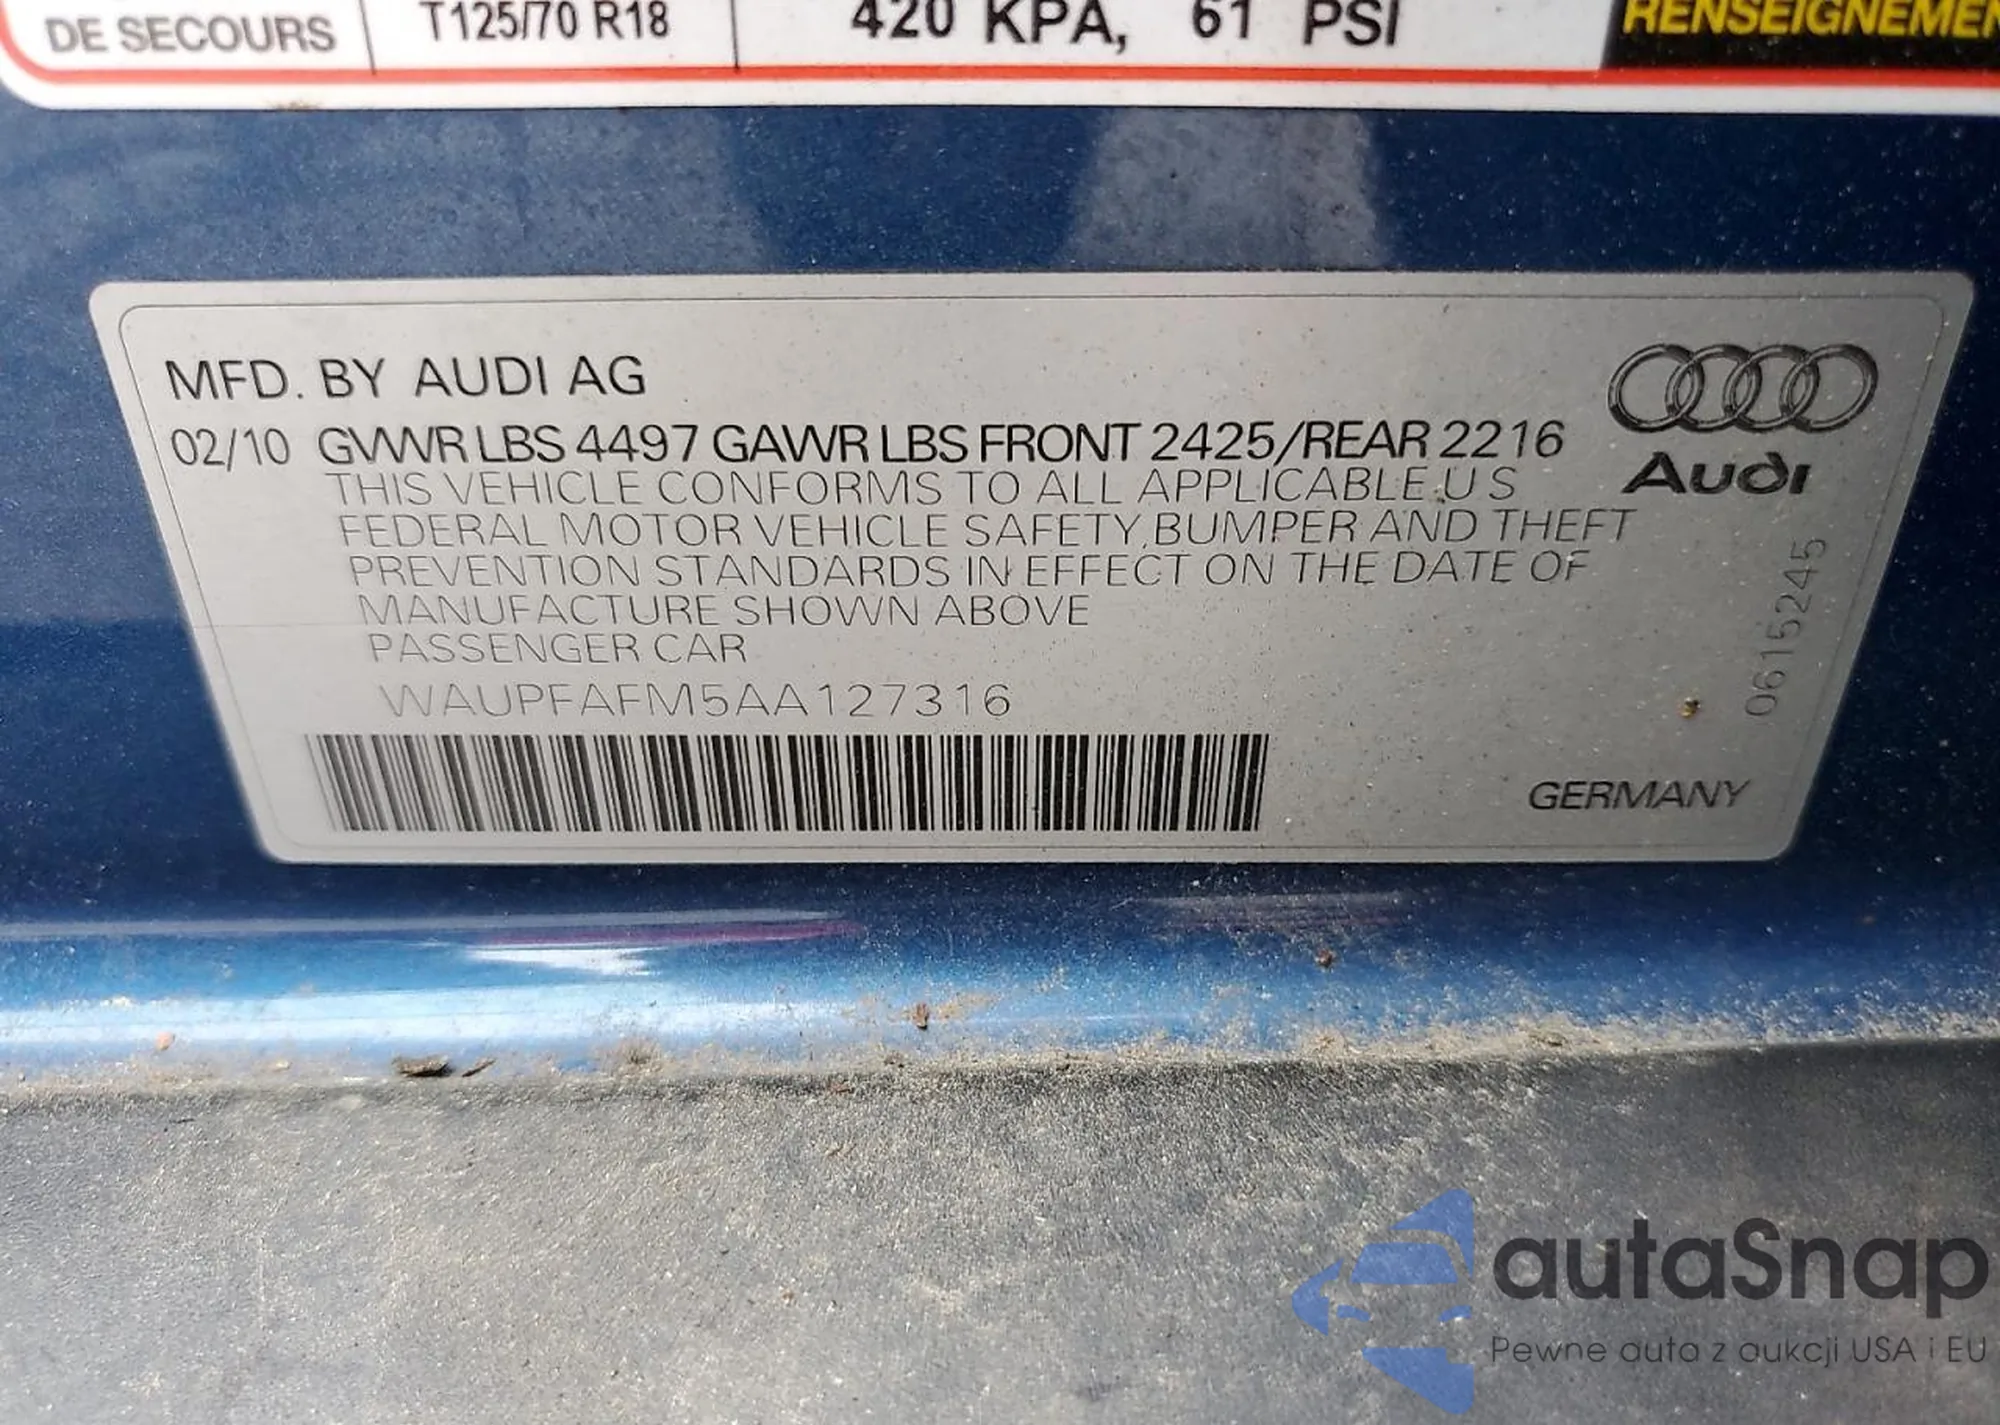 DE SECOURS T125/70 R18 420 KPA, 61 PSI
MFD. BY AUDI AG
02/10 GVWR LBS 4497 GAWR LBS FRONT 2425/REAR 2216
THIS VEHICLE CONFORMS TO ALL APPLICABLE U S
FEDERAL MOTOR VEHICLE SAFETY, BUMPER AND THEFT
PREVENTION STANDARDS IN EFFECT ON THE DATE OF
MANUFACTURE SHOWN ABOVE
PASSENGER CAR
WAUPFAFM5AA127316
Audi
0615245
GERMANY
autaSnap
Pewne auta z aukcji USA i EU